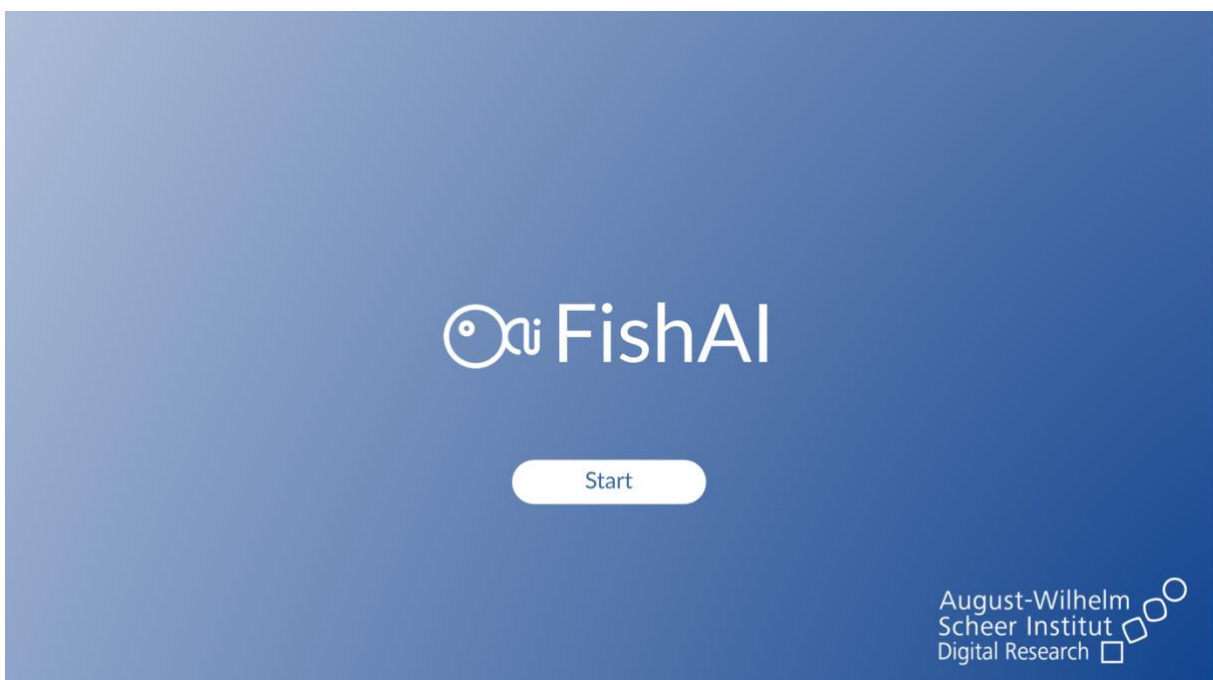 FishAI
Start
August-Wilhelm
Scheer Institut
Digital Research